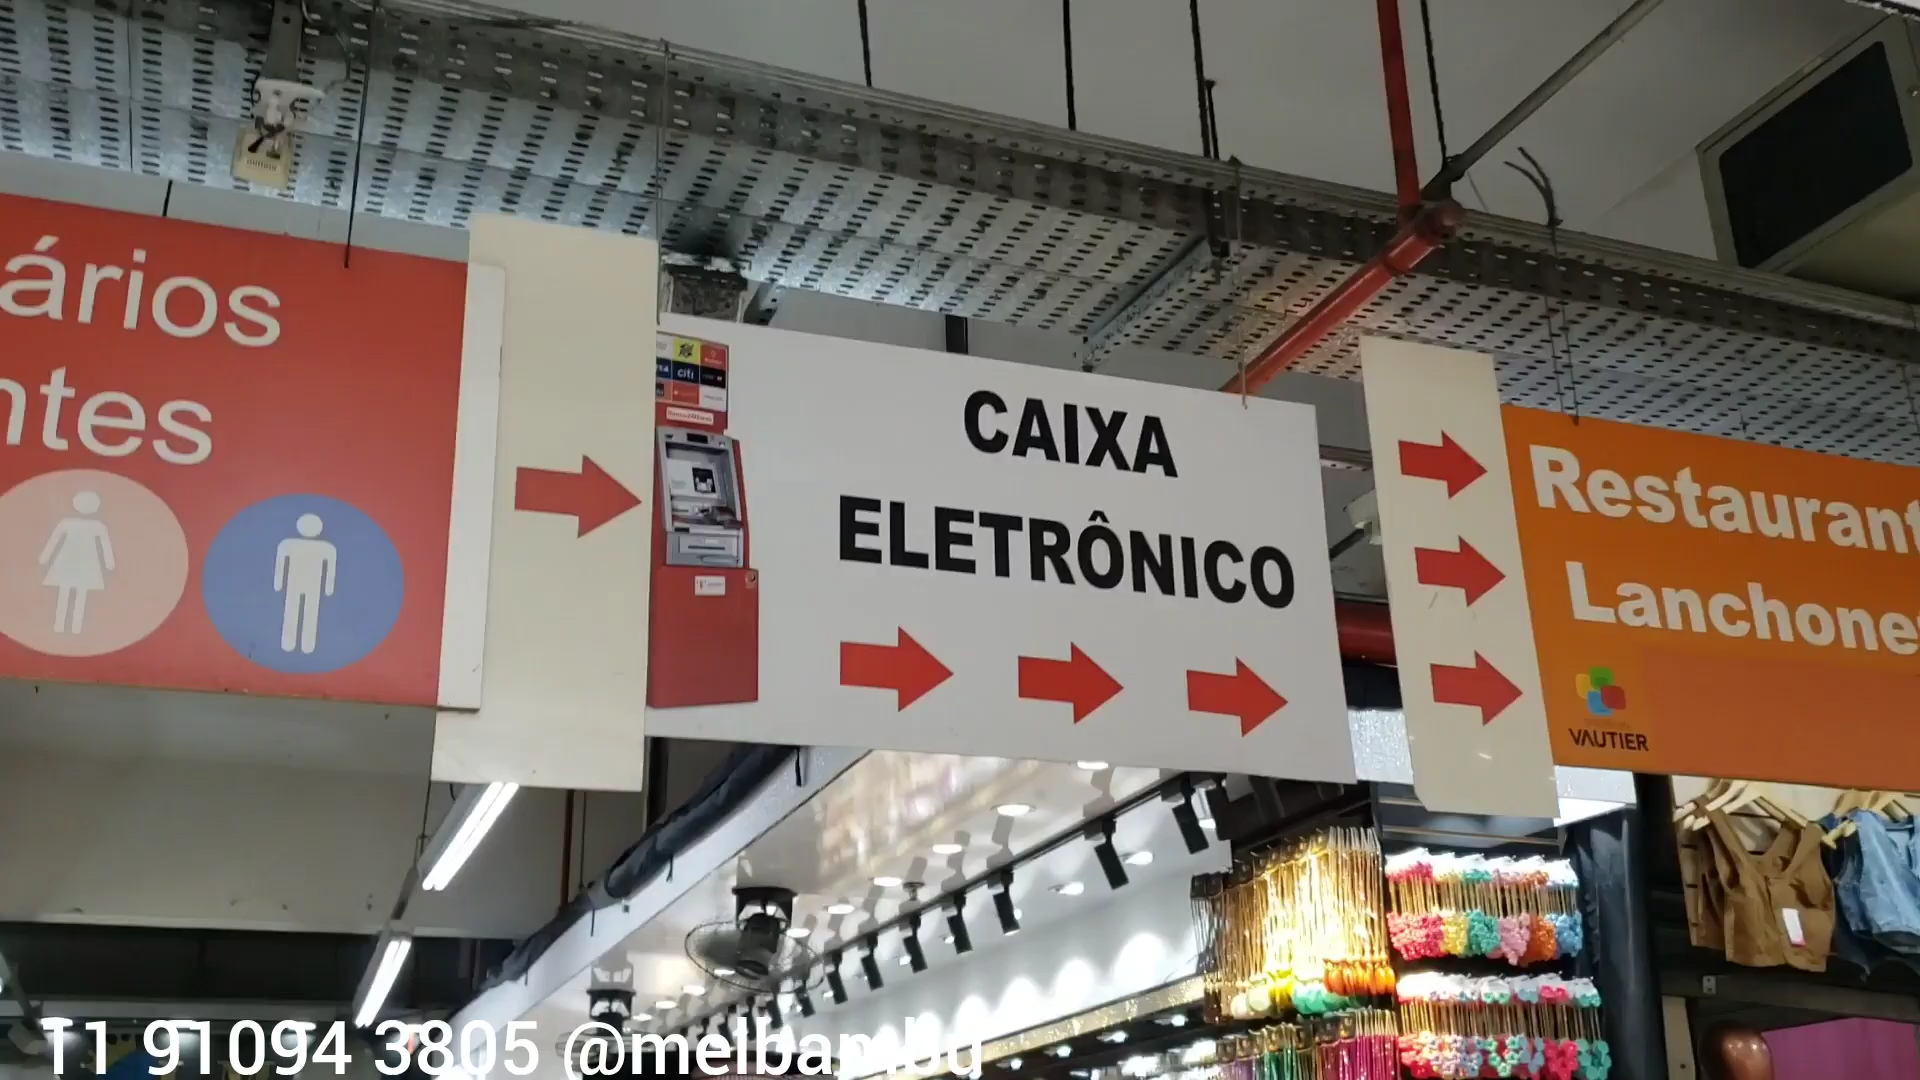 ários
ntes
citi
CAIXA
ELETRÔNICO
Restaurant
Lanchone
VAUTIER
11 91094 3805 @melbambu